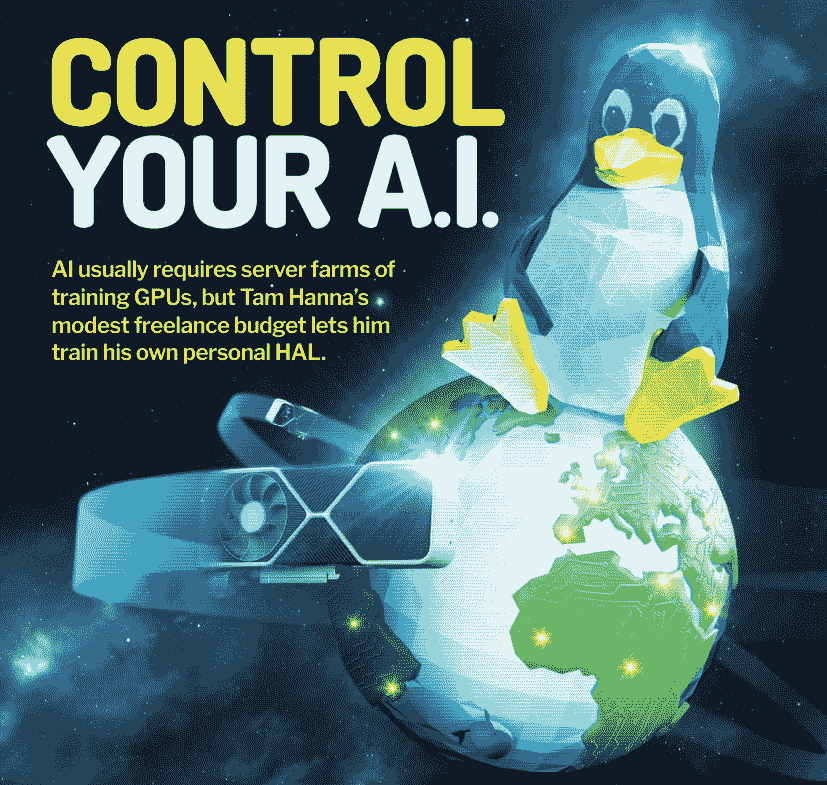 CONTROL
YOUR A.I.
AI usually requires server farms of
training GPUs, but Tam Hanna’s
modest freelance budget lets him
train his own personal HAL.